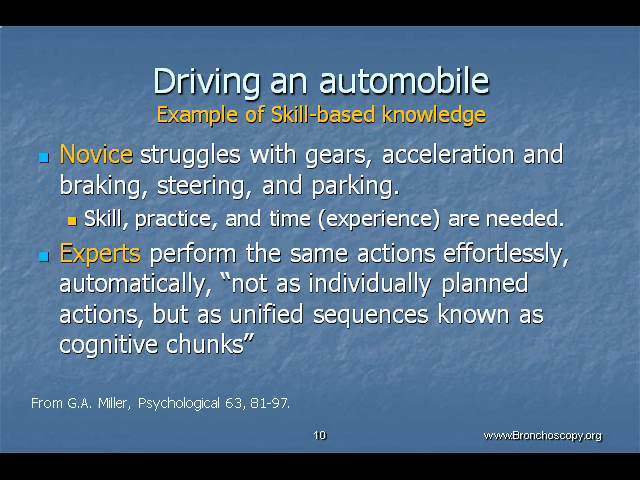 Driving an automobile
Example of Skill-based knowledge
Novice struggles with gears, acceleration and
braking, steering, and parking.
Skill, practice, and time (experience) are needed.
Experts perform the same actions effortlessly,
automatically, “not as individually planned
actions, but as unified sequences known as
cognitive chunks”
From G.A. Miller, Psychological 63, 81-97.
10
www.Bronchoscopy.org